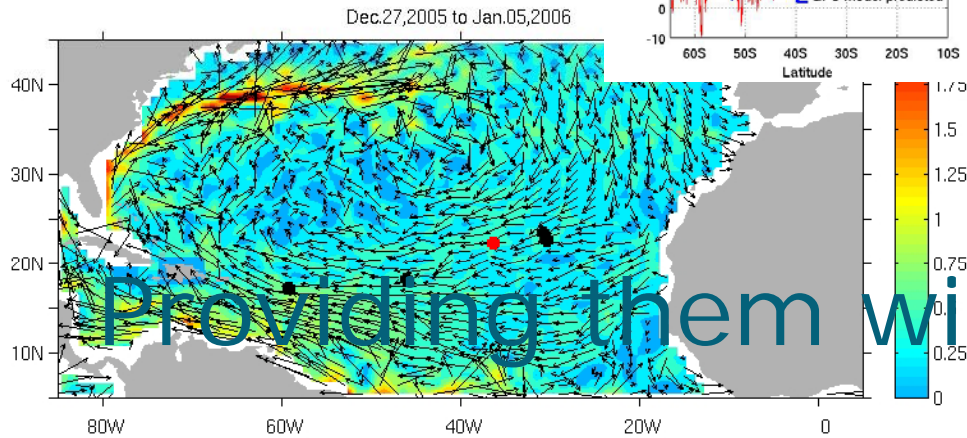 Dec.27,2005 to Jan.05,2006
0
-10
60S 50S 40S 30S 20S 10S
Latitude
40N
30N
20N
10N
80W 60W 40W 20W 0
1.75
1.5
1.25
1
0.75
0.25
0
Providing them wi